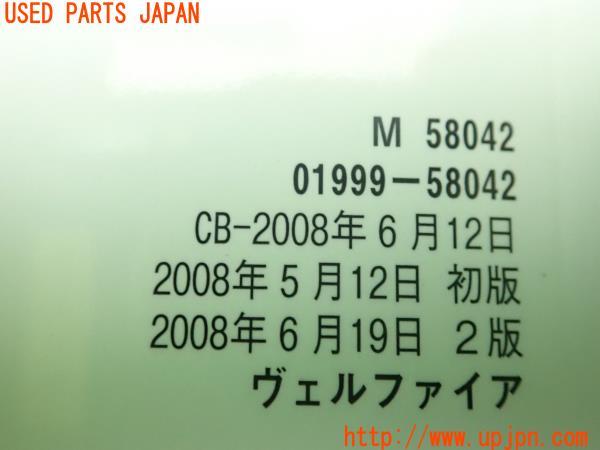 USED PARTS JAPAN
M 58042
01999-58042
CB-2008年6月12日
2008年5月12日 初版
2008年6月19日 2版
ヴェルファイア
http://www.upjpn.com/